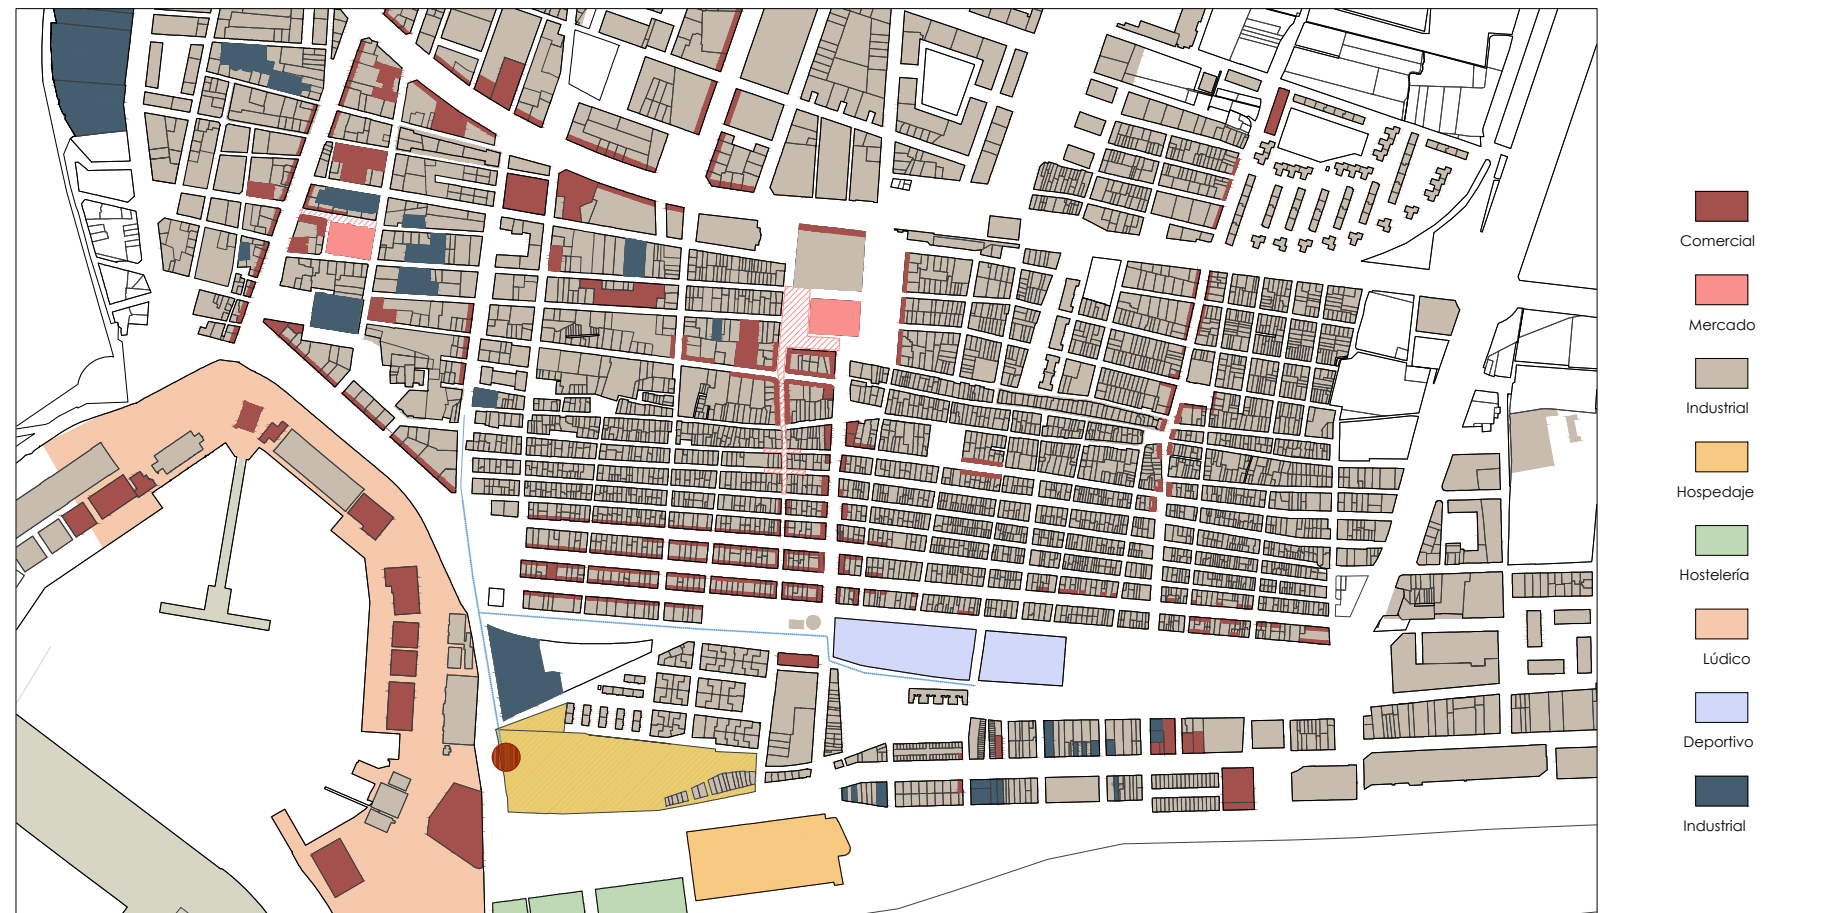 Comercial
Mercado
Industrial
Hospedaje
Hostelería
Lúdico
Deportivo
Industrial